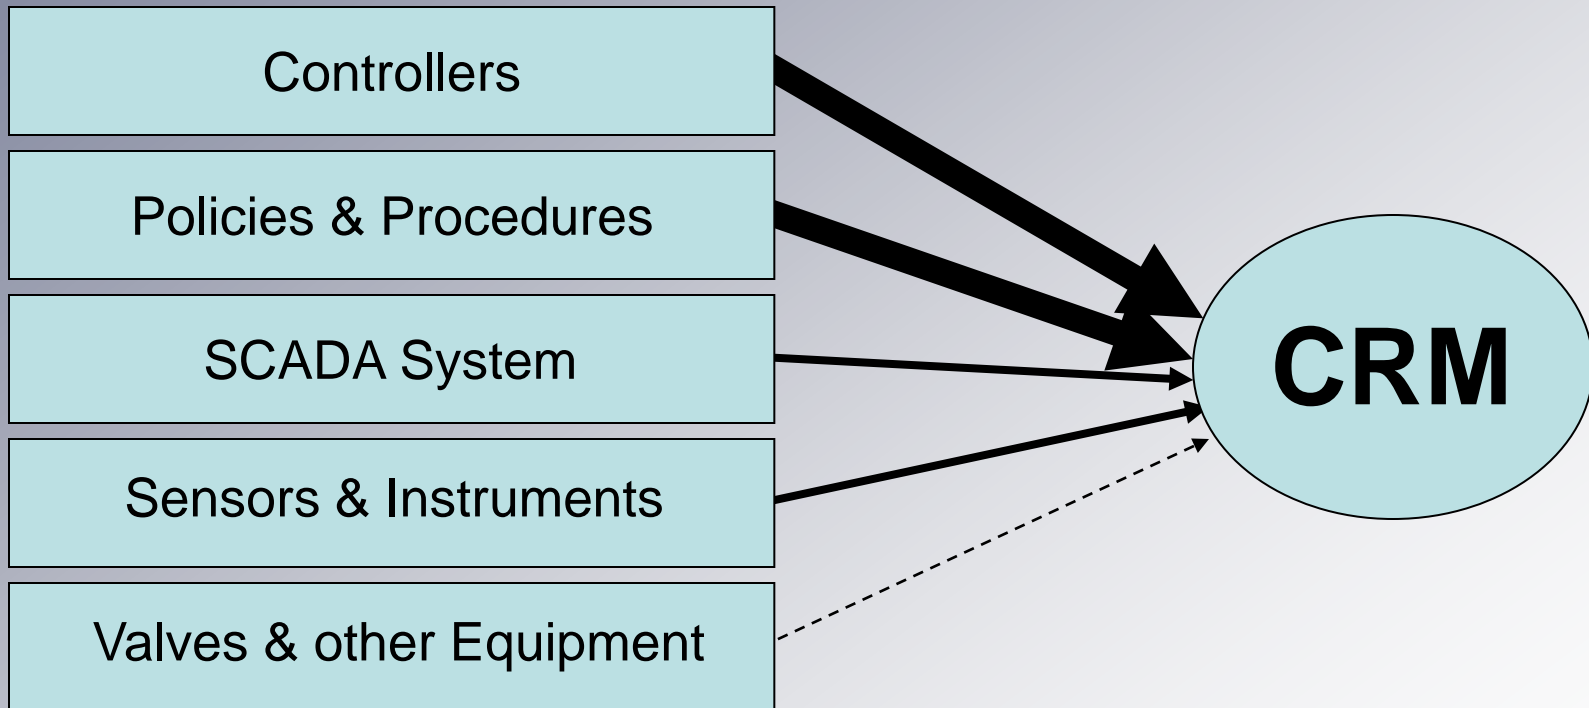 Controllers
Policies & Procedures
SCADA System
Sensors & Instruments
Valves & other Equipment
CRM